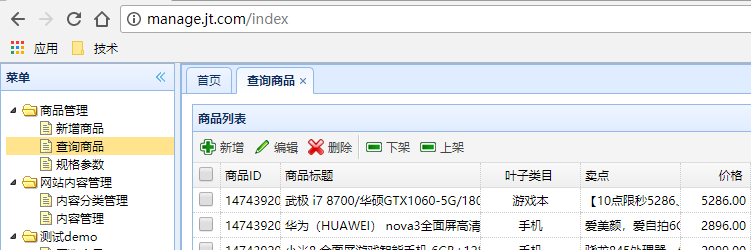 manage.jt.com/index
应用 技术
菜单 首页 查询商品
商品管理
新增商品
查询商品
规格参数
网站内容管理
内容分类管理
内容管理
测试demo
商品列表
新增 编辑 删除 下架 上架
商品ID 商品标题 叶子类目 卖点 价格
14743920 武极 i7 8700/华硕GTX1060-5G/180 游戏本 【10点限秒5286、 5286.00
14743920 华为（HUAWEI） nova3全面屏高清 手机 爱美颜，爱自拍6G 2896.00